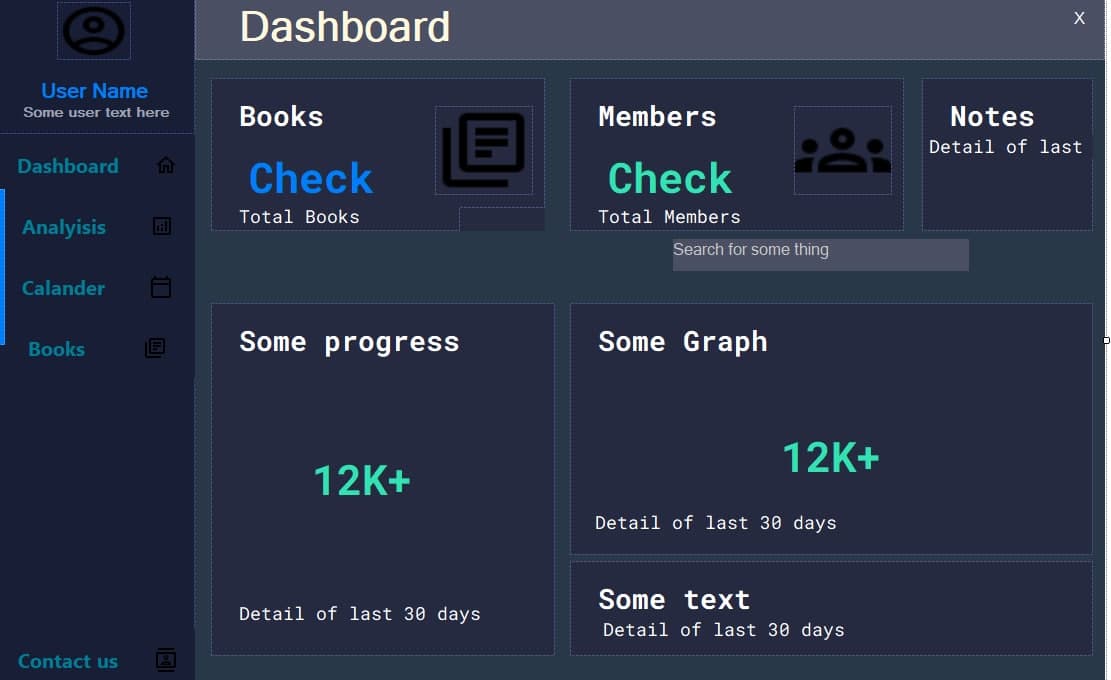 Dashboard
X
User Name
Some user text here
Dashboard
Analyisis
Calander
Books
Contact us
Books
Check
Total Books
Members
Check
Total Members
Notes
Detail of last
Search for some thing
Some progress
12K+
Detail of last 30 days
Some Graph
12K+
Detail of last 30 days
Some text
Detail of last 30 days